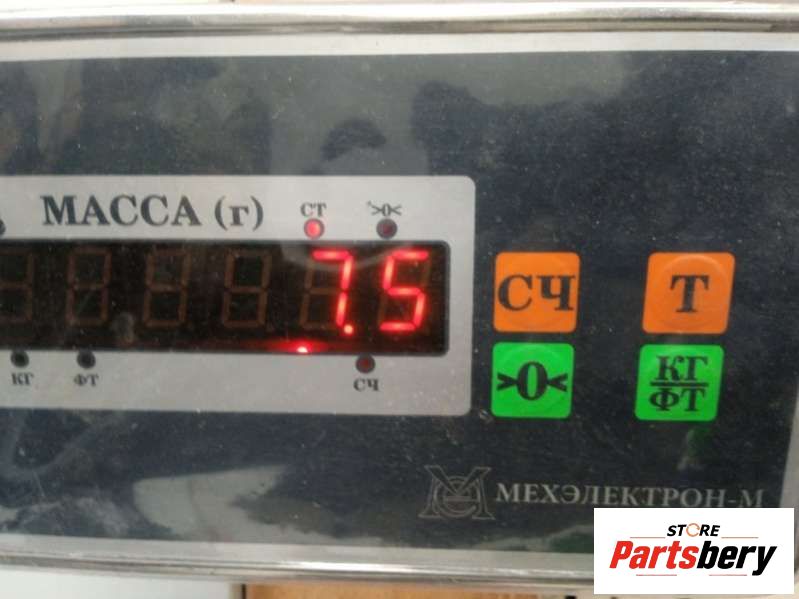 МАССА (г) СТ >0<
7.5
КГ ФТ СЧ
СЧ Т
>0< КГ
ФТ
МЕХЭЛЕКТРОН-М
STORE
Partsbery